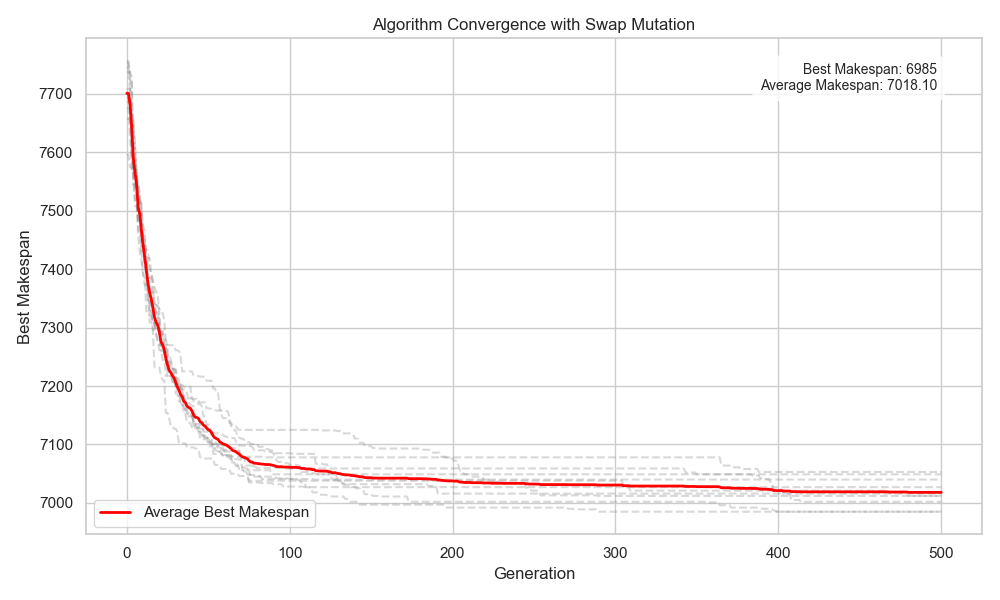 Algorithm Convergence with Swap Mutation
Best Makespan: 6985
Average Makespan: 7018.10
Best Makespan
7700
7600
7500
7400
7300
7200
7100
7000
Average Best Makespan
0 100 200 300 400 500
Generation